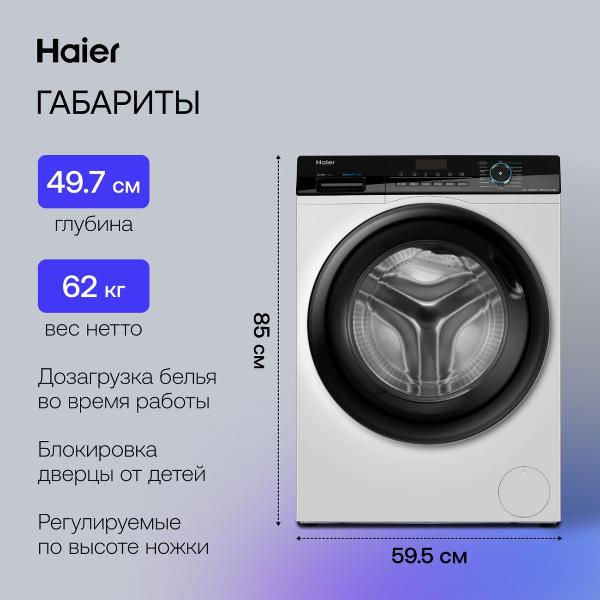 Haier
ГАБАРИТЫ
49.7 см
глубина
62 кг
вес нетто
Дозагрузка белья
во время работы
Блокировка
дверцы от детей
Регулируемые
по высоте ножки
85 см
59.5 см
Haier